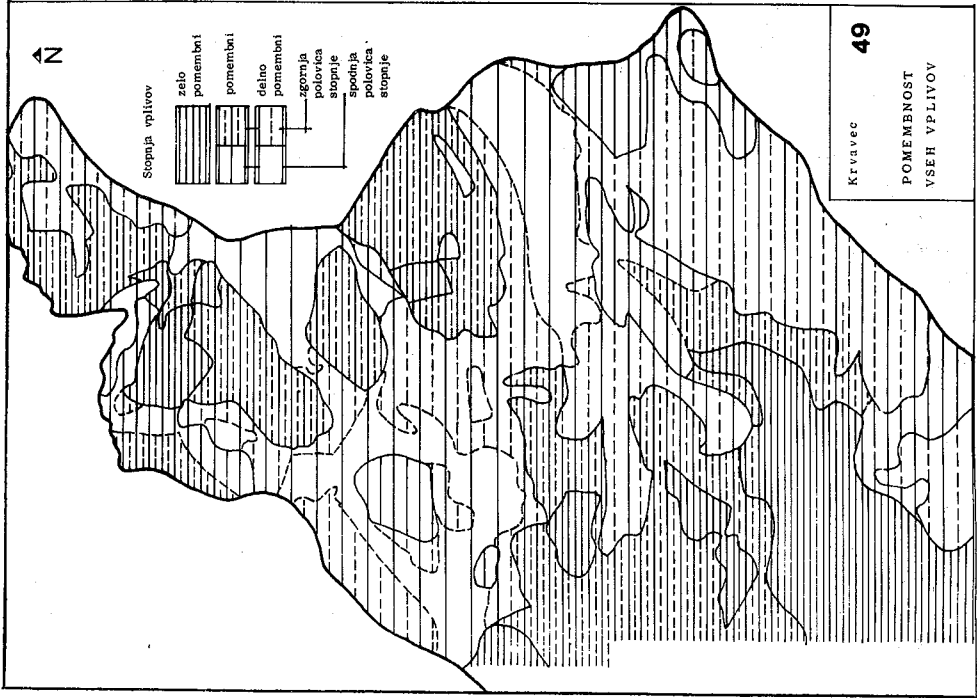 N
Stopnja vplivov
zelo
pomembni
pomembni
delno
pomembni
zgornja
polovica
stopnje
spodnja
polovica
stopnje
49
Krvavec
POMEMBNOST
VSEH VPLIVOV